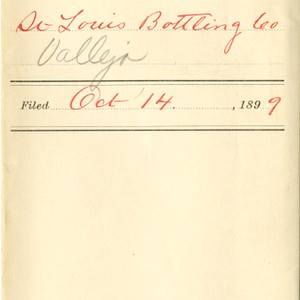 St Louis Bottling Co
Vallejo
Filed Oct 14. , 1899